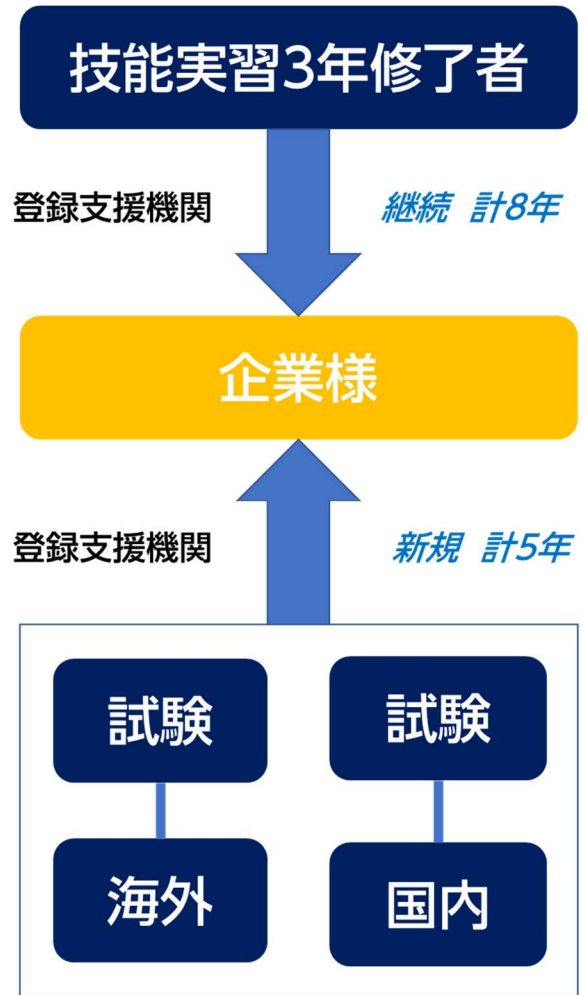 技能実習3年修了者
登録支援機関
継続 計8年
企業様
登録支援機関
新規 計5年
試験
試験
海外
国内